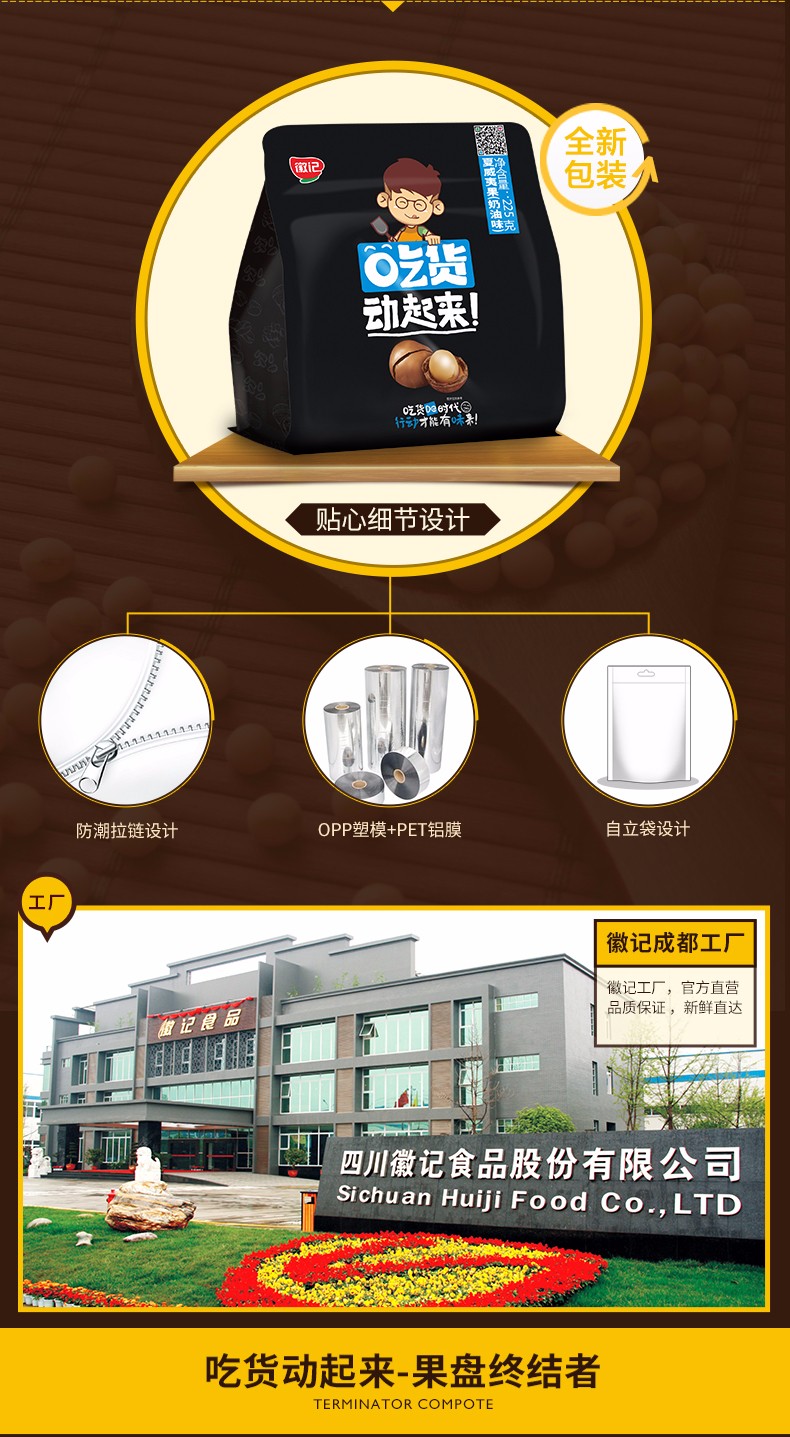 全新
包装
徽记
净含量：225克
夏威夷果(奶油味)
吃货
动起来!
吃货DE时代
行动才能有味来!
贴心细节设计
防潮拉链设计
OPP塑模+PET铝膜
自立袋设计
工厂
徽记成都工厂
徽记工厂，官方直营
品质保证，新鲜直达
徽记食品
四川徽记食品股份有限公司
Sichuan Huiji Food Co.,LTD
吃货动起来-果盘终结者
TERMINATOR COMPOTE